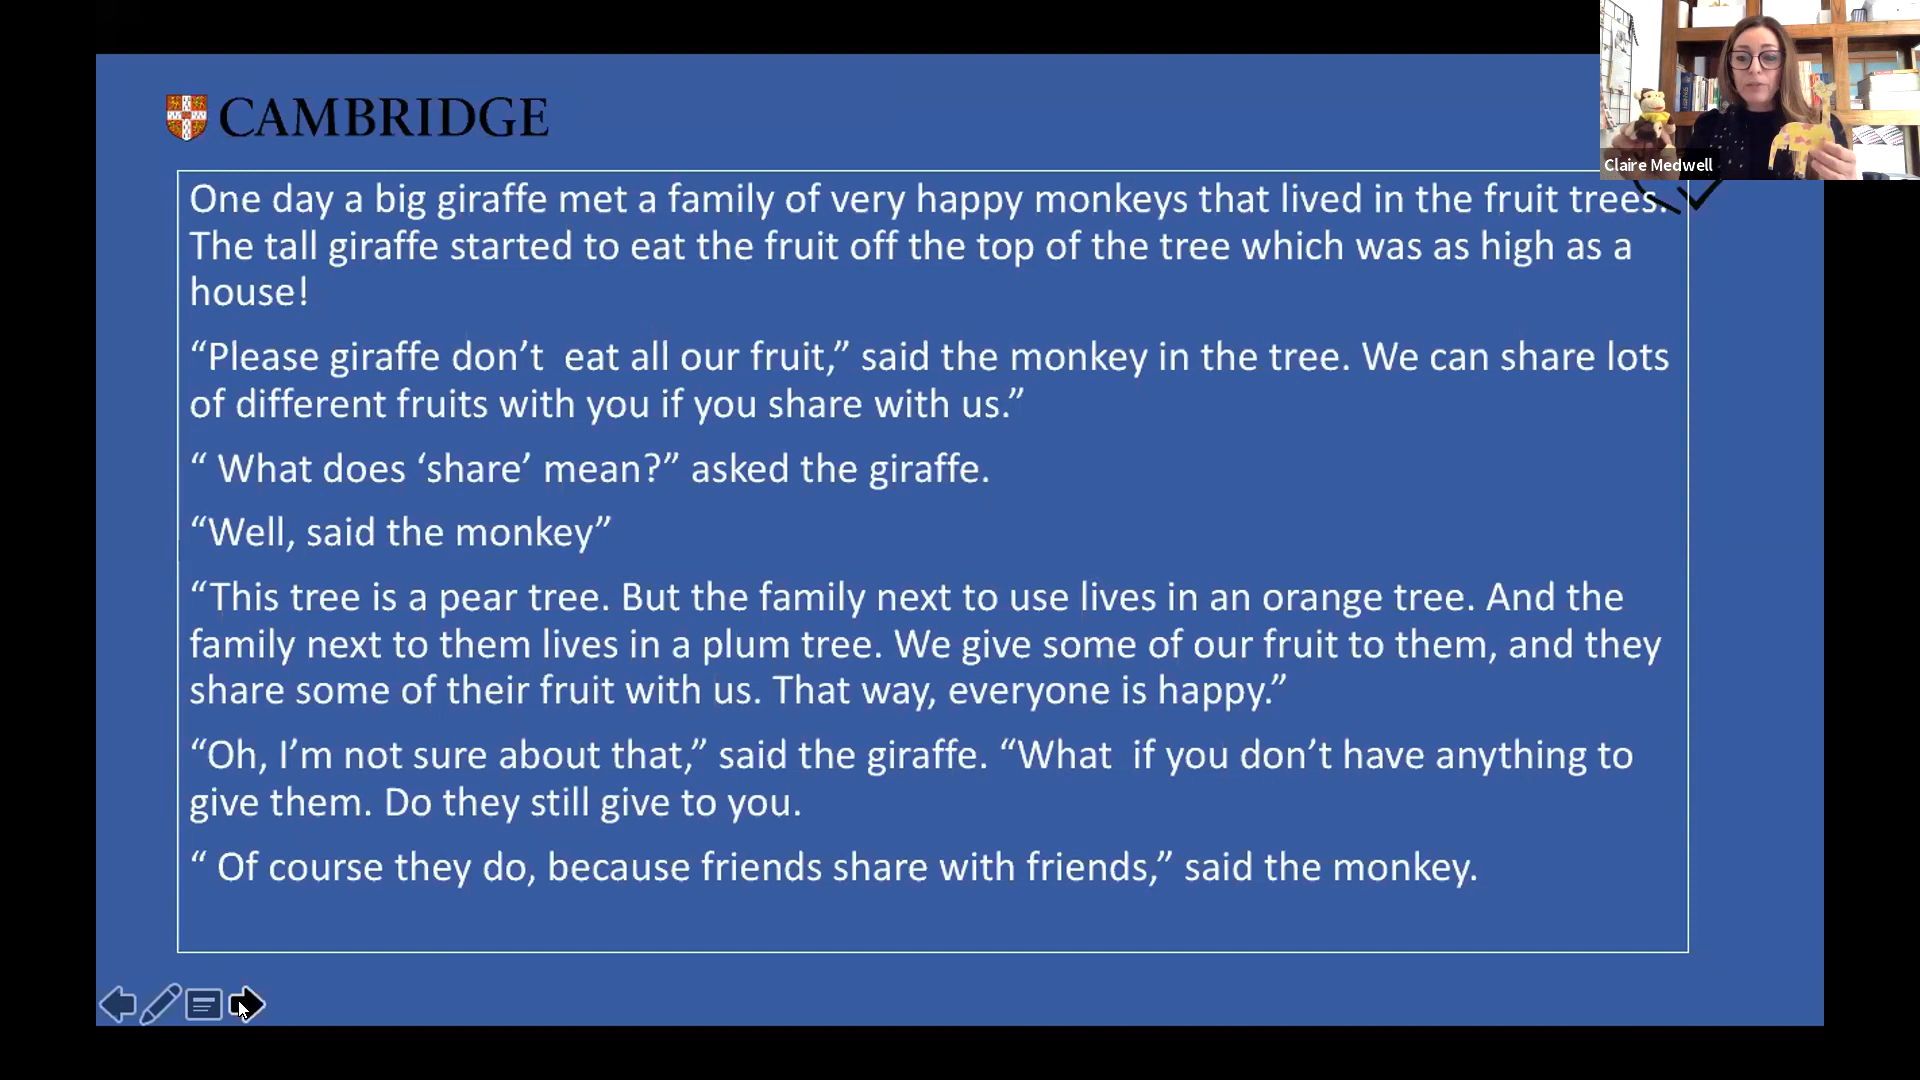 CAMBRIDGE
Claire Medwell
One day a big giraffe met a family of very happy monkeys that lived in the fruit trees.
The tall giraffe started to eat the fruit off the top of the tree which was as high as a
house!
“Please giraffe don’t  eat all our fruit,” said the monkey in the tree. We can share lots
of different fruits with you if you share with us.”
“ What does ‘share’ mean?” asked the giraffe.
“Well, said the monkey”
“This tree is a pear tree. But the family next to use lives in an orange tree. And the
family next to them lives in a plum tree. We give some of our fruit to them, and they
share some of their fruit with us. That way, everyone is happy.”
“Oh, I’m not sure about that,” said the giraffe. “What  if you don’t have anything to
give them. Do they still give to you.
“ Of course they do, because friends share with friends,” said the monkey.